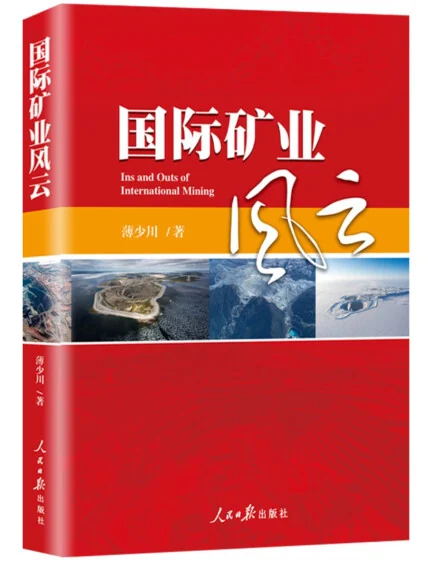 国际矿业风云
薄少川 / 著
人民日报出版社
国际矿业
Ins and Outs of
International Mining
风云
薄少川 / 著
人民日报出版社